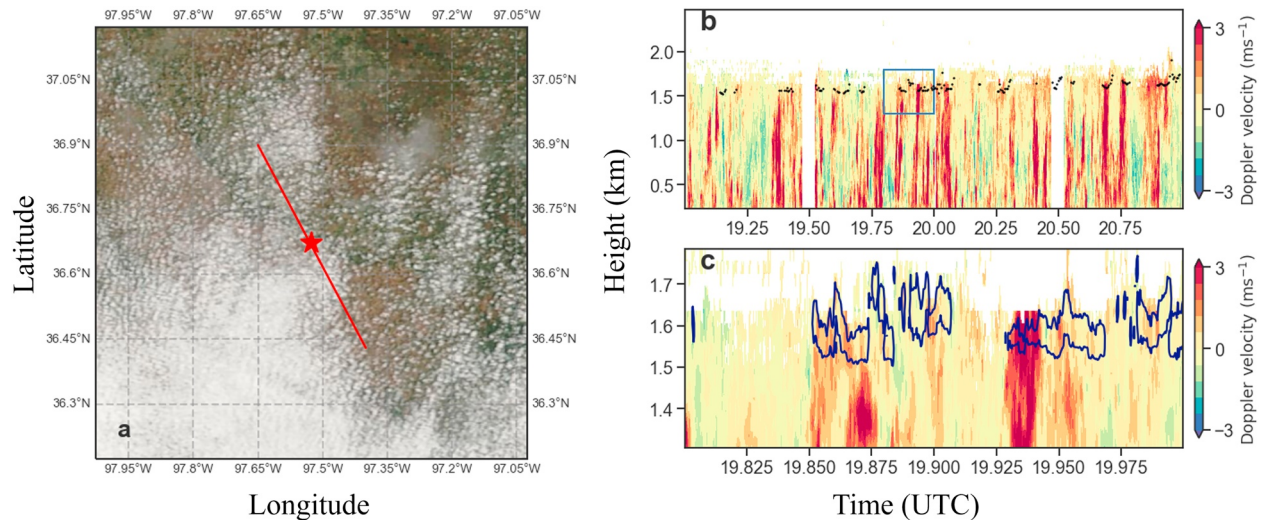 97.95°W 97.8°W 97.65°W 97.5°W 97.35°W 97.2°W 97.05°W
37.05°N 37.05°N
36.9°N 36.9°N
36.75°N 36.75°N
36.6°N 36.6°N
36.45°N 36.45°N
36.3°N 36.3°N
a
97.95°W 97.8°W 97.65°W 97.5°W 97.35°W 97.2°W 97.05°W
Latitude
Longitude
b
2.0
1.5
1.0
0.5
19.25 19.50 19.75 20.00 20.25 20.50 20.75
3
0
−3
Doppler velocity (ms⁻¹)
Height (km)
c
1.7
1.6
1.5
1.4
19.825 19.850 19.875 19.900 19.925 19.950 19.975
3
0
−3
Doppler velocity (ms⁻¹)
Time (UTC)